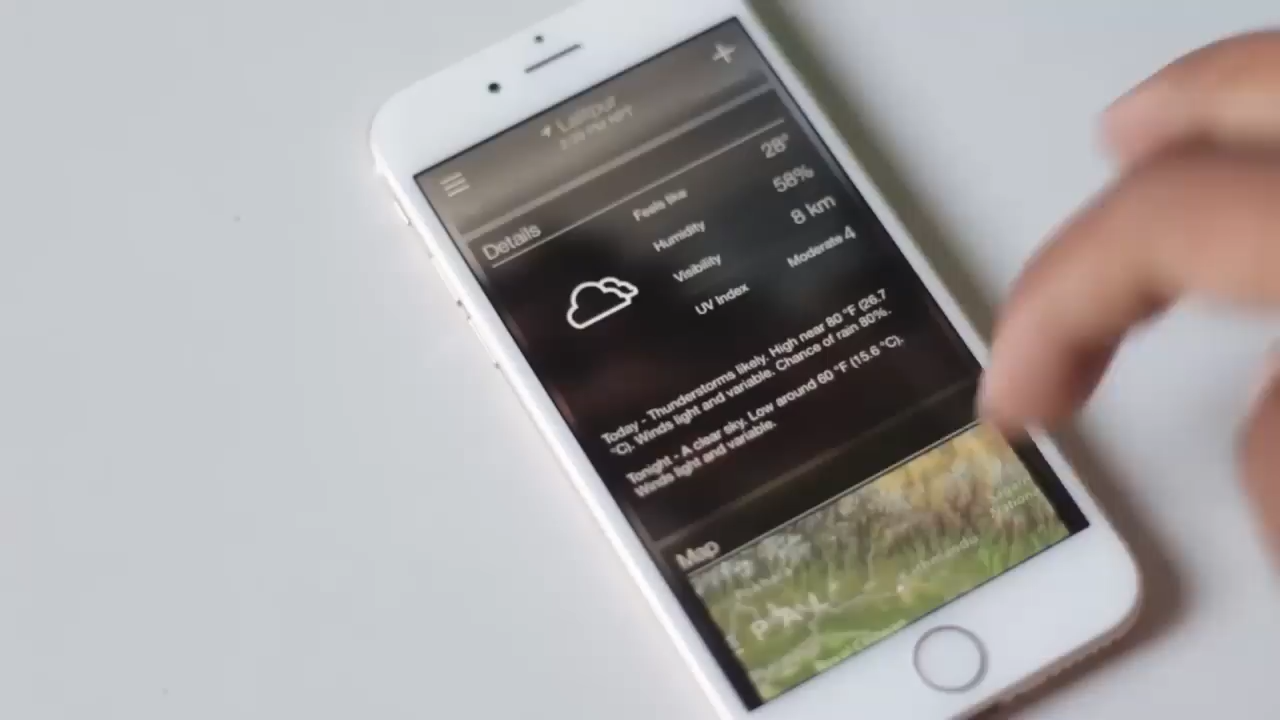 Lalitpur
Details
Feels like 28°
Humidity 58%
Visibility 8 km
UV Index Moderate 4
Today - Thunderstorms likely. High near 80 °F (26.7
°C). Winds light and variable. Chance of rain 80%.
Tonight - A clear sky. Low around 60 °F (15.6 °C).
Winds light and variable.
Map
Kathmandu
P A L